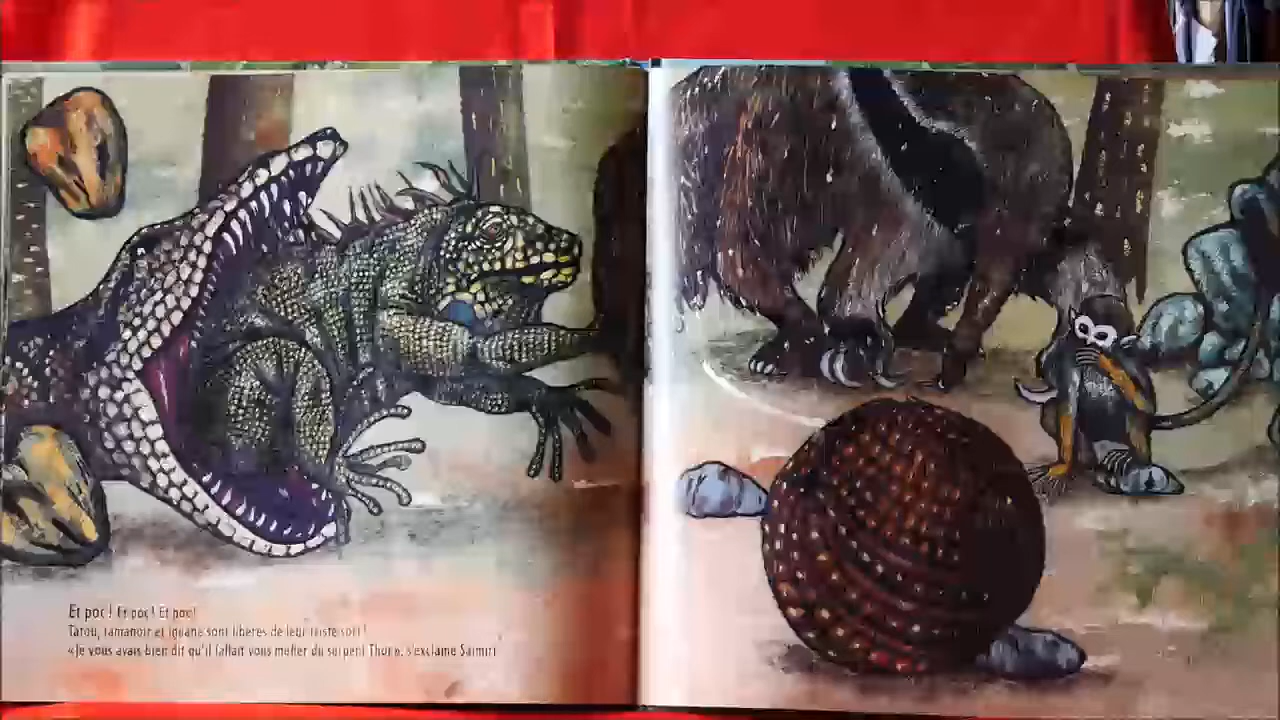 Et poc ! Et poc ! Et poc!
Tatou, tamanoir et iguane sont libérés de leur triste sort !
«Je vous avais bien dit qu'il fallait vous méfier du serpent s'exclame Saïmiri